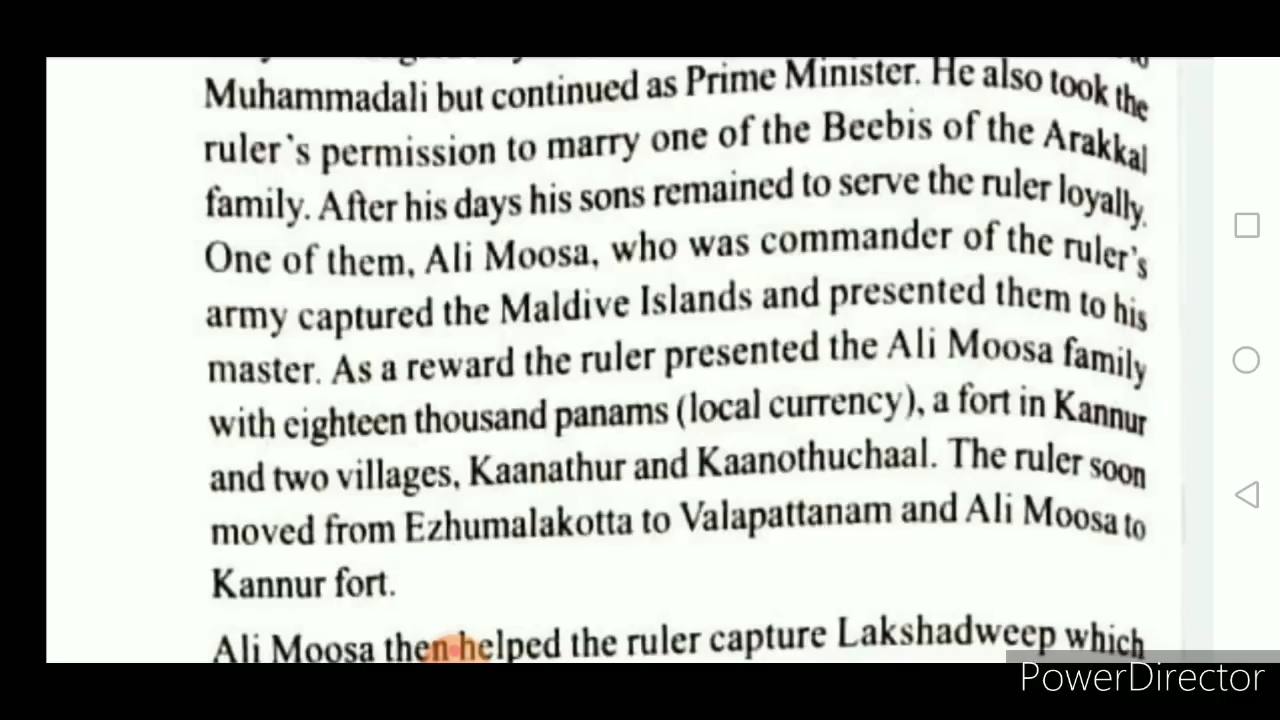 Muhammadali but continued as Prime Minister. He also took the
ruler's permission to marry one of the Beebis of the Arakkal
family. After his days his sons remained to serve the ruler loyally.
One of them, Ali Moosa, who was commander of the ruler's
army captured the Maldive Islands and presented them to his
master. As a reward the ruler presented the Ali Moosa family
with eighteen thousand panams (local currency), a fort in Kannur
and two villages, Kaanathur and Kaanothuchaal. The ruler soon
moved from Ezhumalakotta to Valapattanam and Ali Moosa to
Kannur fort.
Ali Moosa then helped the ruler capture Lakshadweep which
PowerDirector